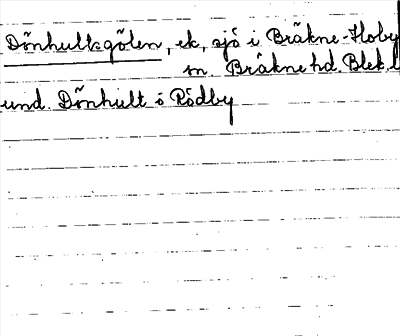 Dönhultsgölen, ek, sjö i Bräkne-Hoby
sn. Bräkne hd. Blek.l
und. Dönhult o Rödby